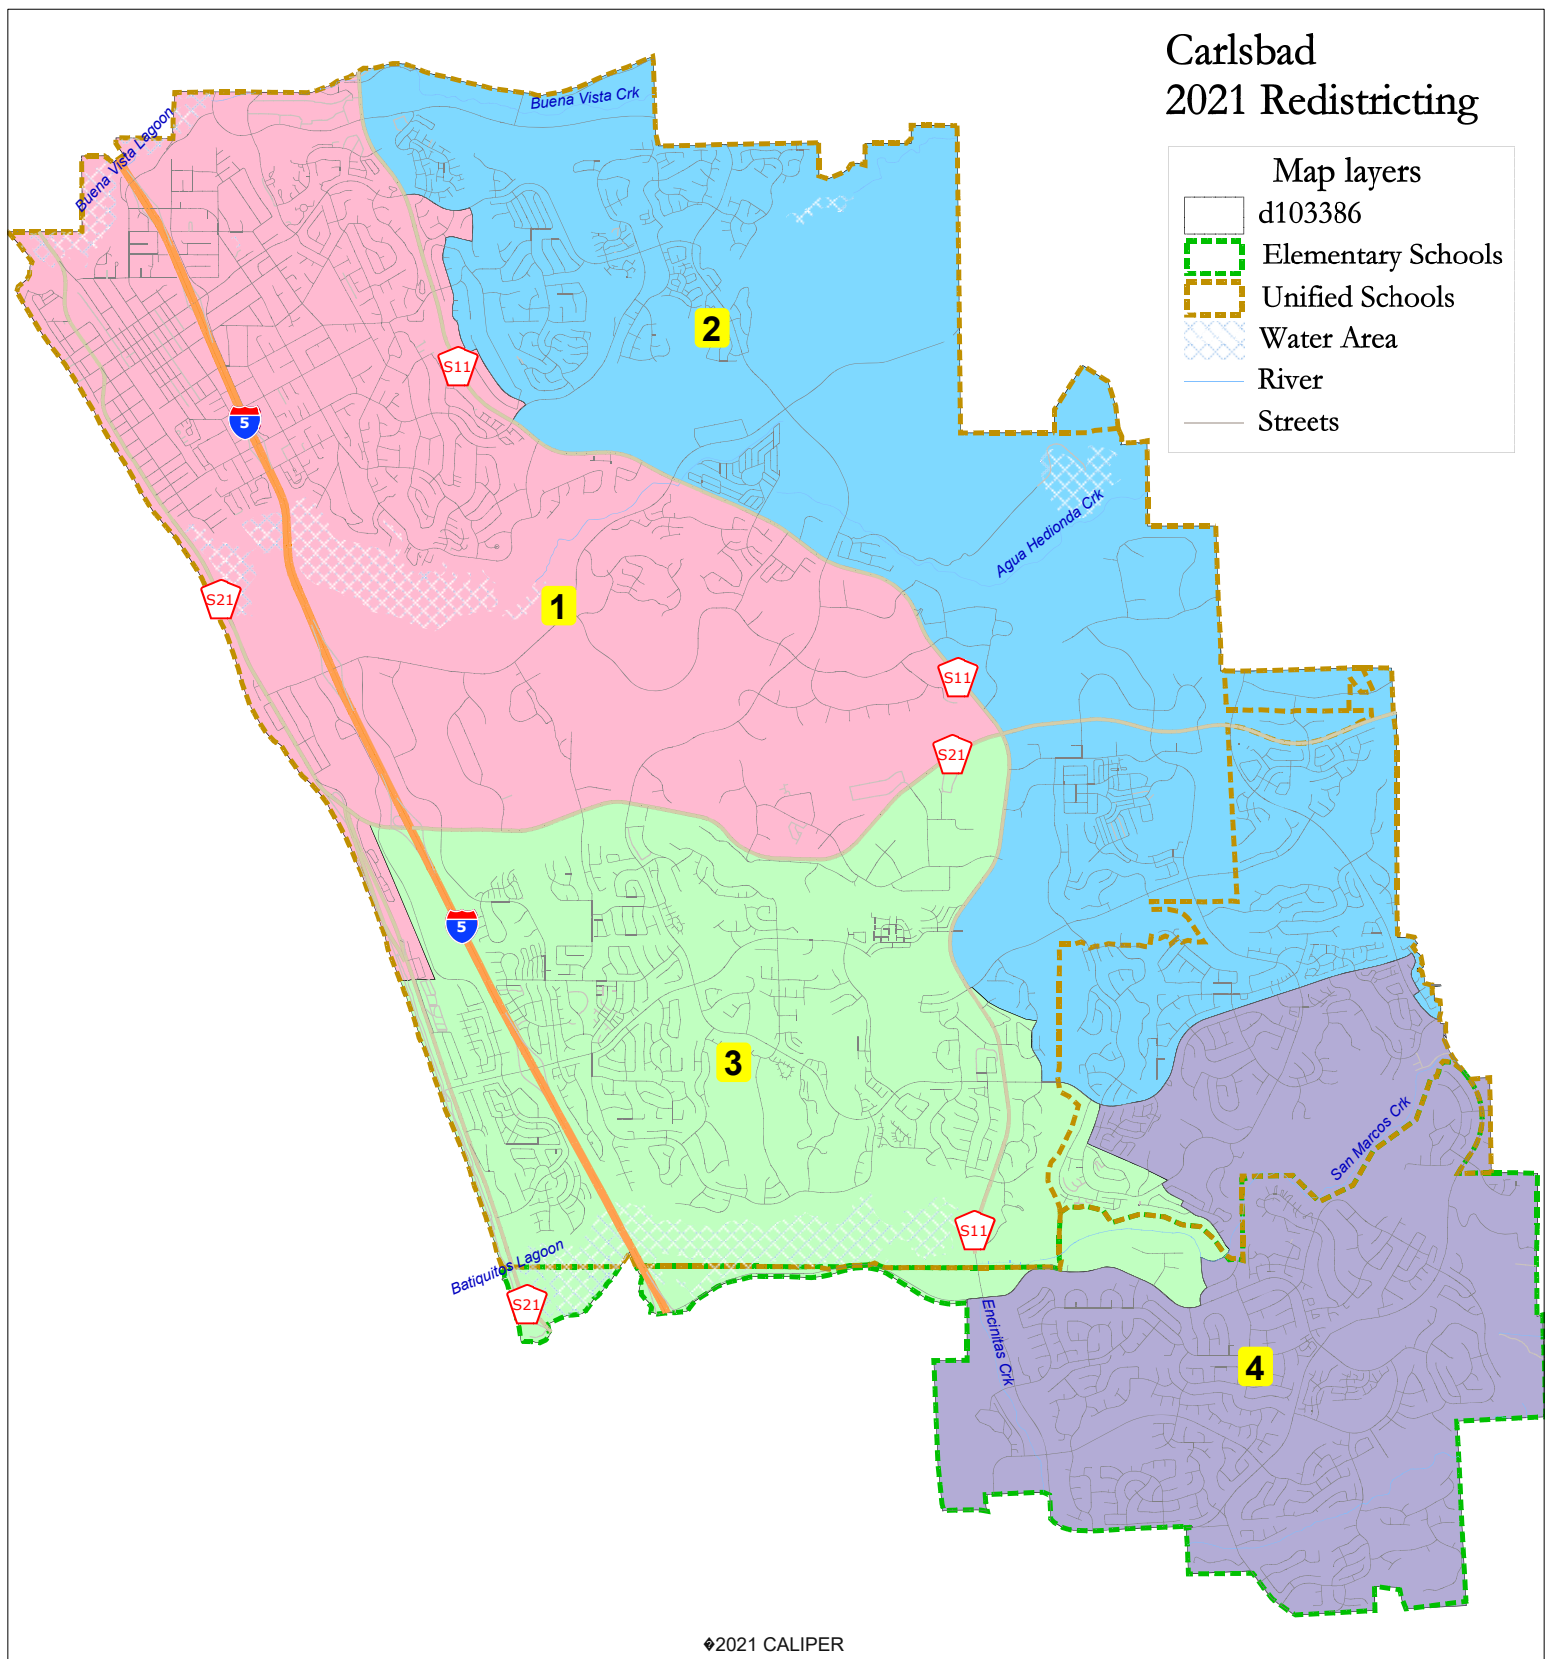 Carlsbad
2021 Redistricting
Map layers
d103386
Elementary Schools
Unified Schools
Water Area
River
Streets
Buena Vista Crk
Buena Vista Lagoon
2
S11
5
Agua Hedionda Crk
S21
1
S11
S21
5
3
San Marcos Crk
S11
Batiquitos Lagoon
S21
Encinitas Crk
4
�2021 CALIPER